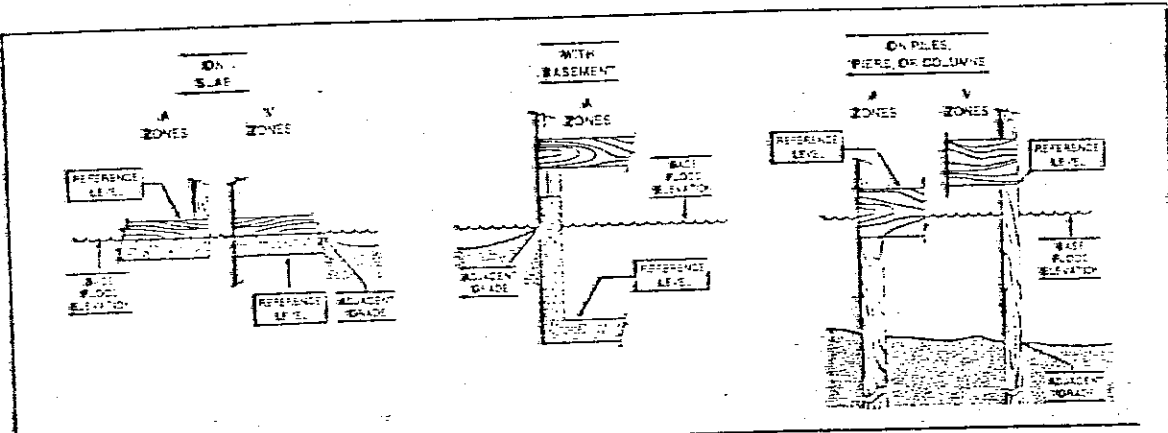 ON
SLAB
A
ZONES
V
ZONES
REFERENCE
LEVEL
BASE
FLOOD
ELEVATION
REFERENCE
LEVEL
ADJACENT
GRADE
WITH
BASEMENT
A
ZONES
BASE
FLOOD
ELEVATION
ADJACENT
GRADE
REFERENCE
LEVEL
ON PILES,
PIERS, OR COLUMNS
A
ZONES
V
ZONES
REFERENCE
LEVEL
REFERENCE
LEVEL
BASE
FLOOD
ELEVATION
ADJACENT
GRADE